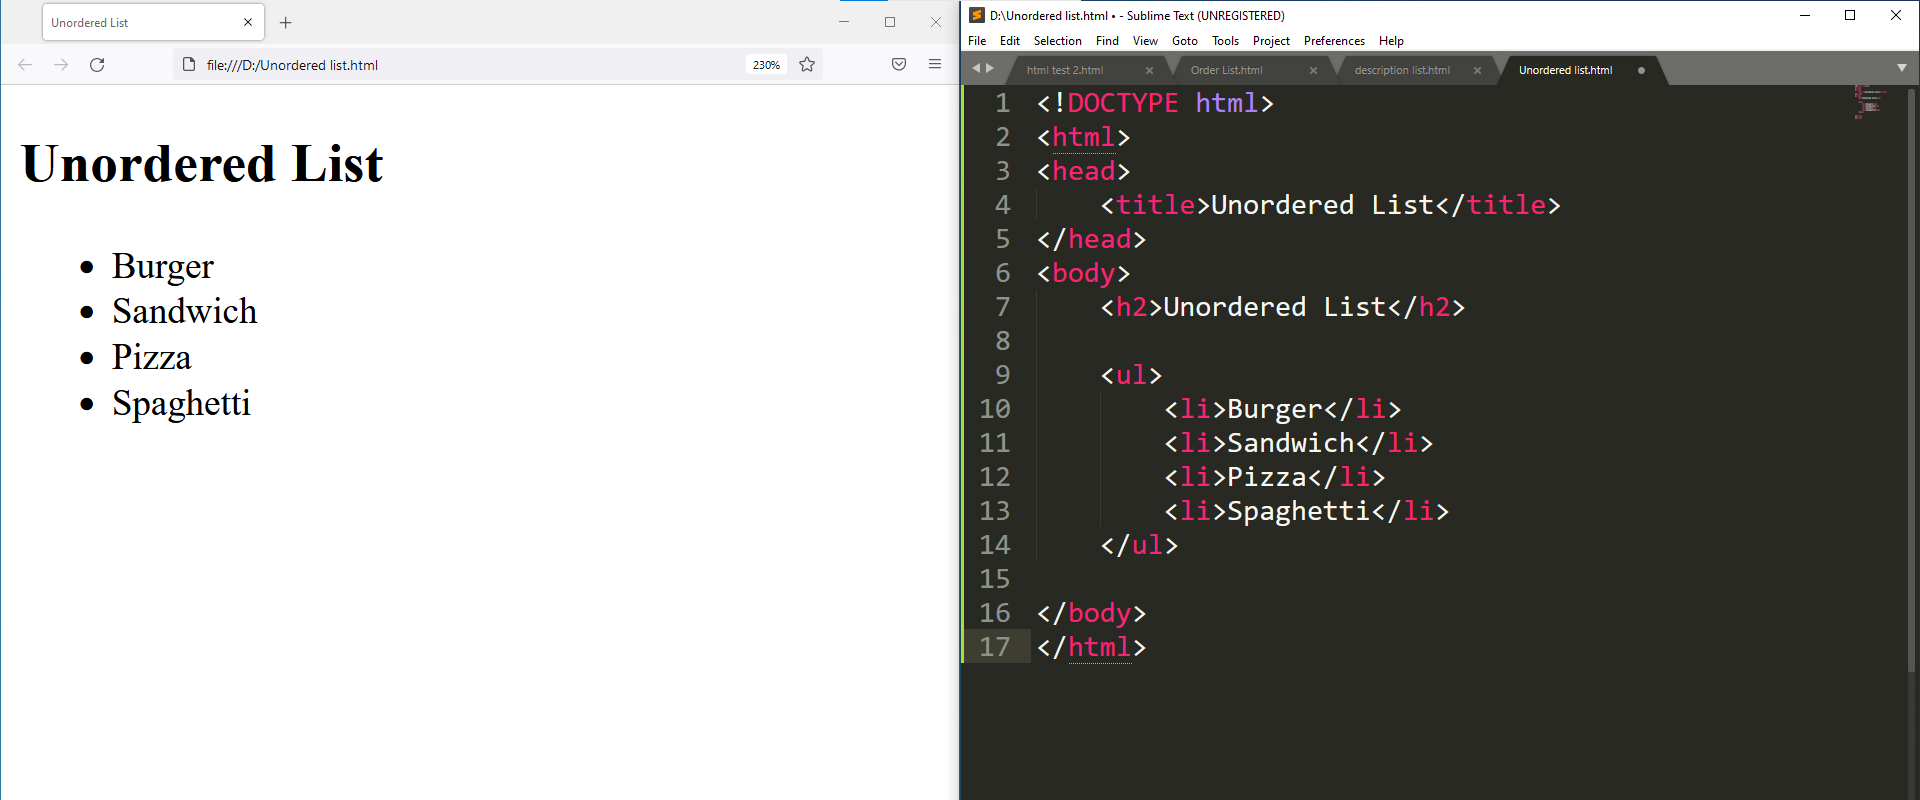 Unordered List
file:///D:/Unordered list.html
230%
Unordered List
Burger
Sandwich
Pizza
Spaghetti
D:\Unordered list.html • - Sublime Text (UNREGISTERED)
File Edit Selection Find View Goto Tools Project Preferences Help
html test 2.html Order List.html description list.html Unordered list.html
1 <!DOCTYPE html>
2 <html>
3 <head>
4     <title>Unordered List</title>
5 </head>
6 <body>
7     <h2>Unordered List</h2>
8
9     <ul>
10         <li>Burger</li>
11         <li>Sandwich</li>
12         <li>Pizza</li>
13         <li>Spaghetti</li>
14     </ul>
15
16 </body>
17 </html>